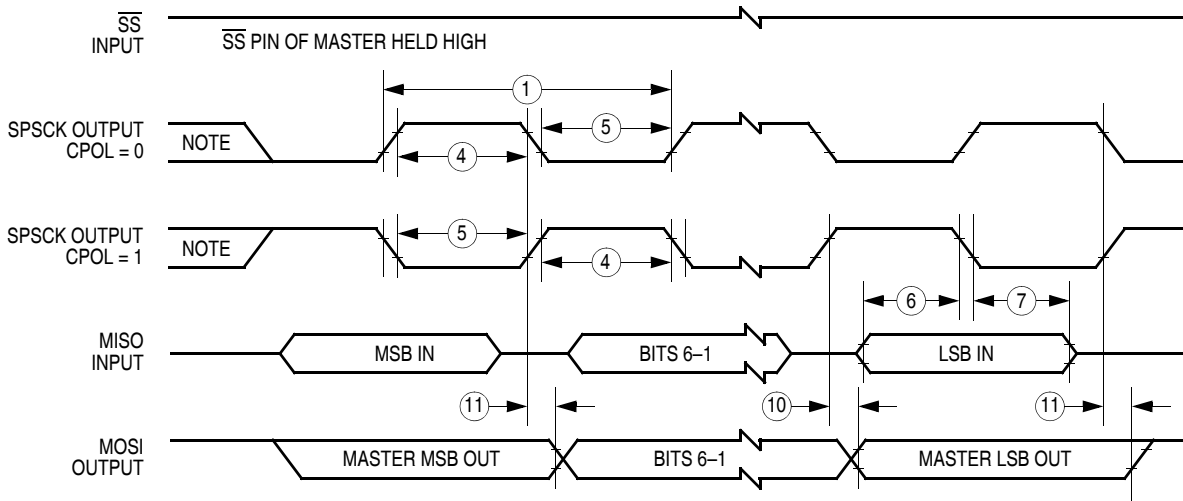 SS
INPUT
SS PIN OF MASTER HELD HIGH
1
SPSCK OUTPUT
CPOL = 0
NOTE
4
5
SPSCK OUTPUT
CPOL = 1
NOTE
5
4
6
7
MISO
INPUT
MSB IN
BITS 6–1
LSB IN
11
10
11
MOSI
OUTPUT
MASTER MSB OUT
BITS 6–1
MASTER LSB OUT